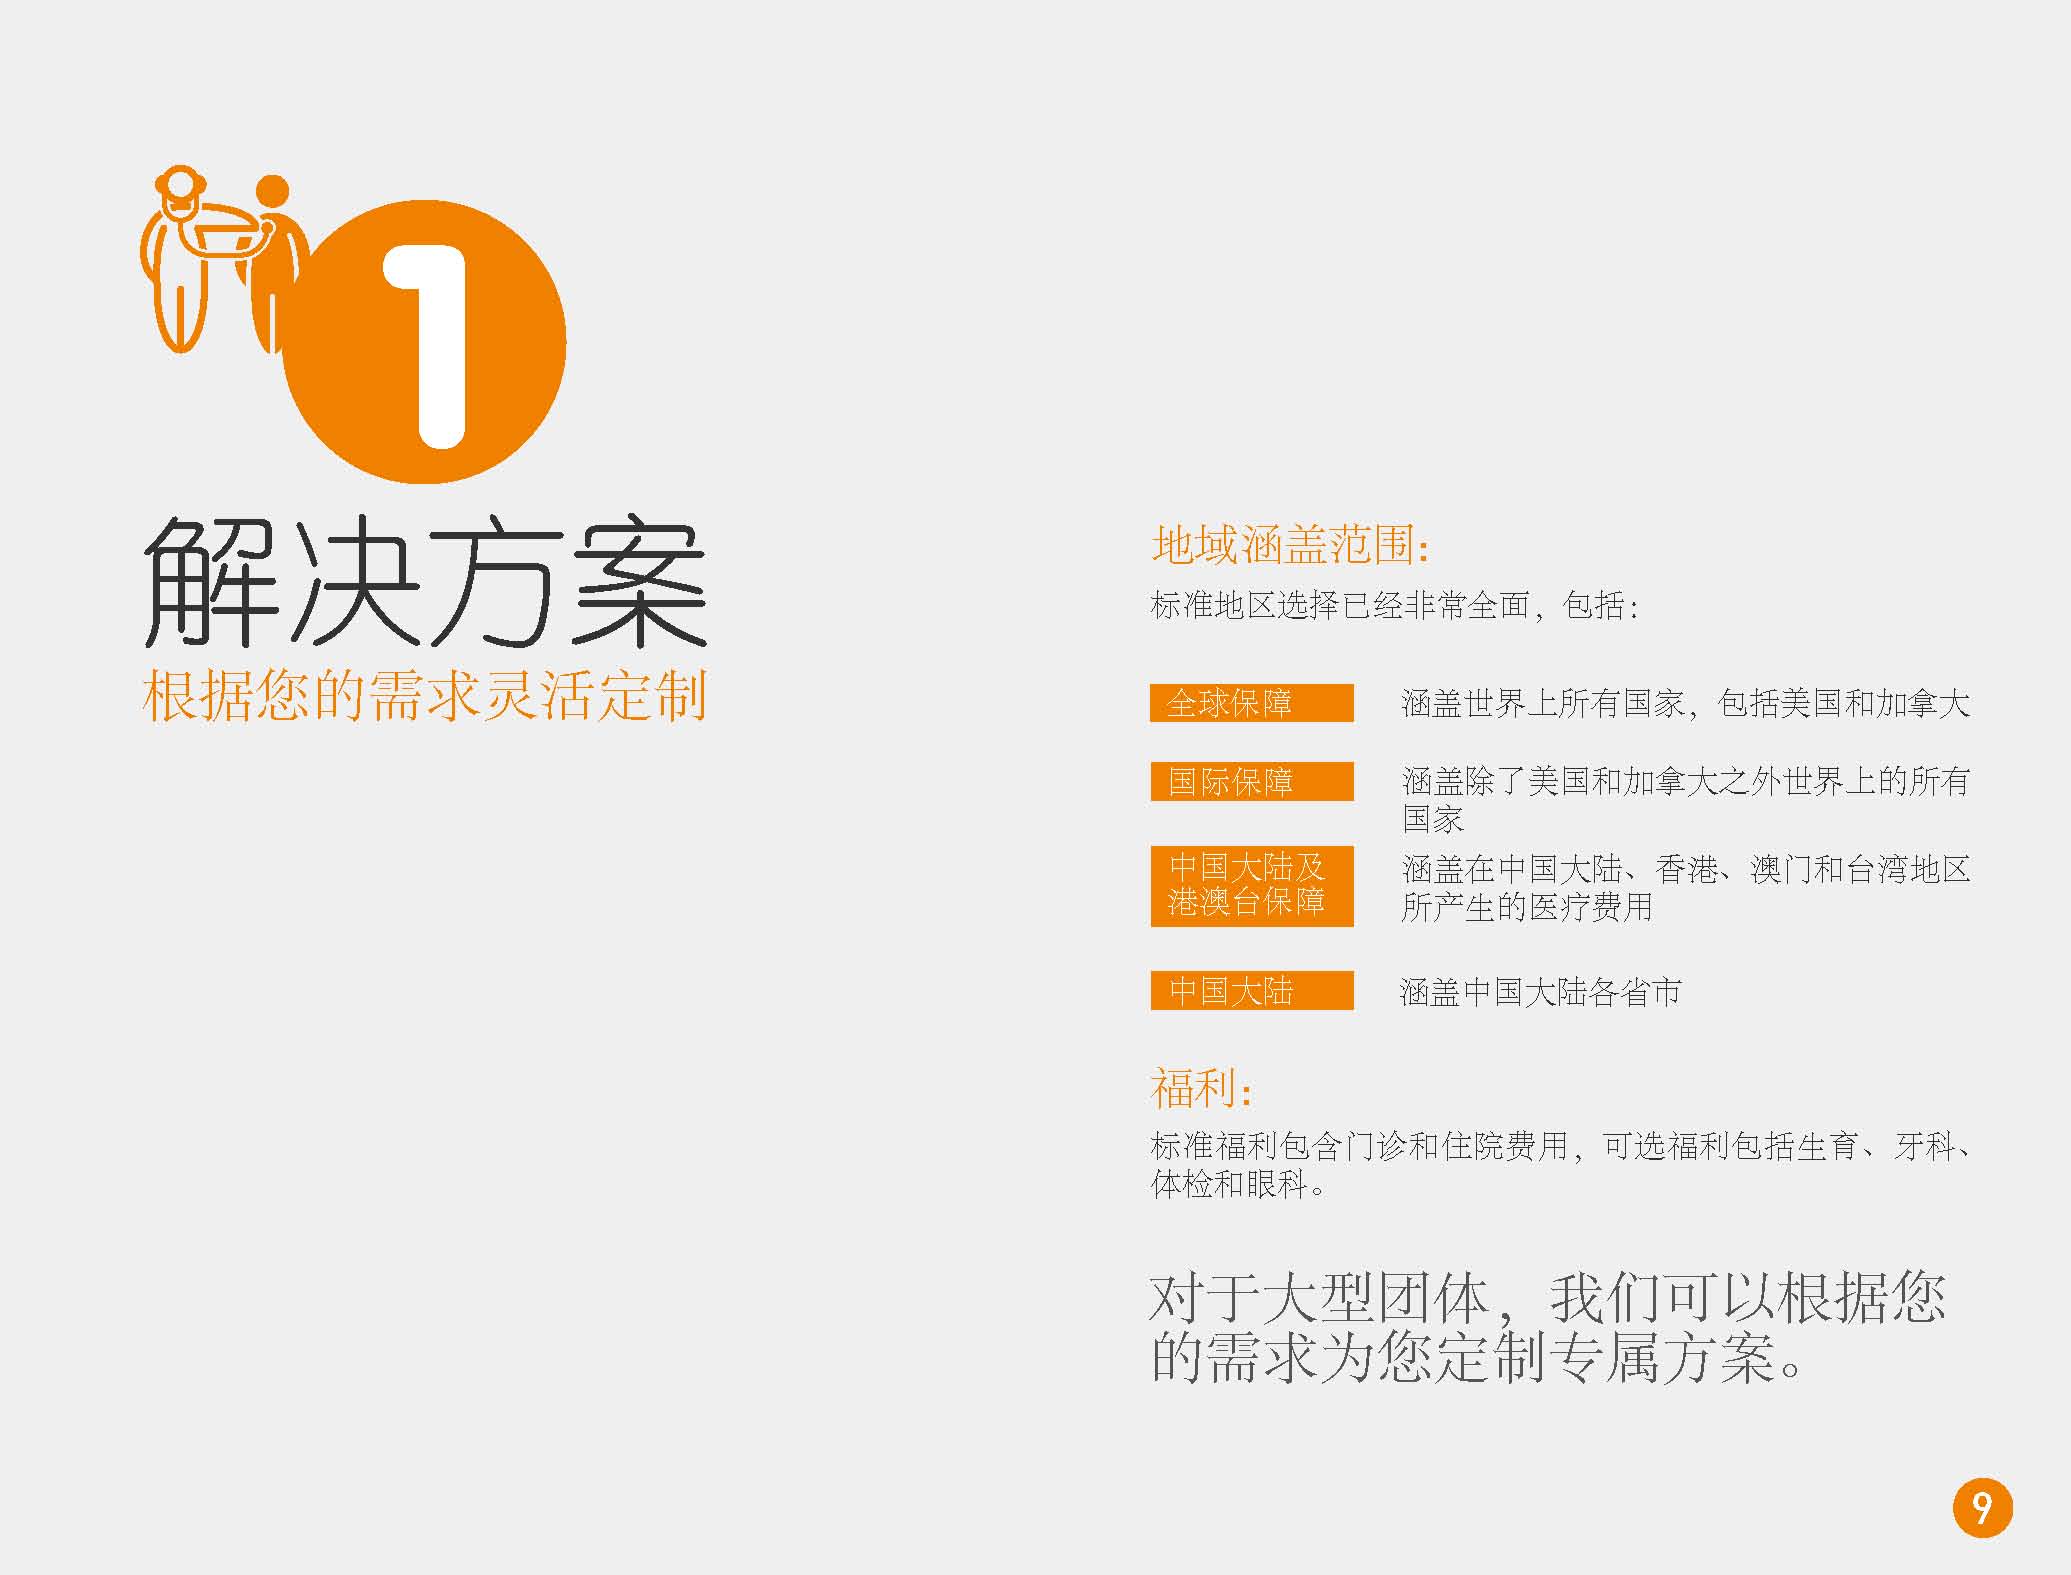 1
解决方案
根据您的需求灵活定制
地域涵盖范围：
标准地区选择已经非常全面，包括：
全球保障 涵盖世界上所有国家，包括美国和加拿大
国际保障 涵盖除了美国和加拿大之外世界上的所有
国家
中国大陆及 涵盖在中国大陆、香港、澳门和台湾地区
港澳台保障 所产生的医疗费用
中国大陆 涵盖中国大陆各省市
福利：
标准福利包含门诊和住院费用，可选福利包括生育、牙科、
体检和眼科。
对于大型团体，我们可以根据您
的需求为您定制专属方案。
9